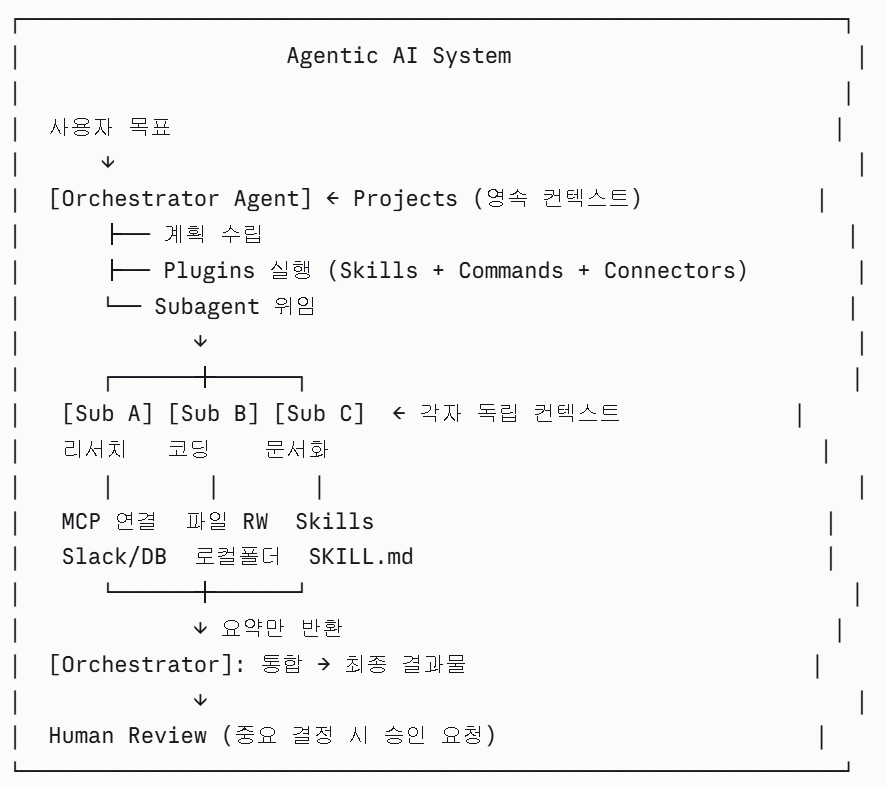 Agentic AI System
사용자 목표
↓
[Orchestrator Agent] ← Projects (영속 컨텍스트)
├── 계획 수립
├── Plugins 실행 (Skills + Commands + Connectors)
└── Subagent 위임
↓
[Sub A] [Sub B] [Sub C] ← 각자 독립 컨텍스트
리서치 코딩 문서화
MCP 연결 파일 RW Skills
Slack/DB 로컬폴더 SKILL.md
↓ 요약만 반환
[Orchestrator]: 통합 → 최종 결과물
↓
Human Review (중요 결정 시 승인 요청)